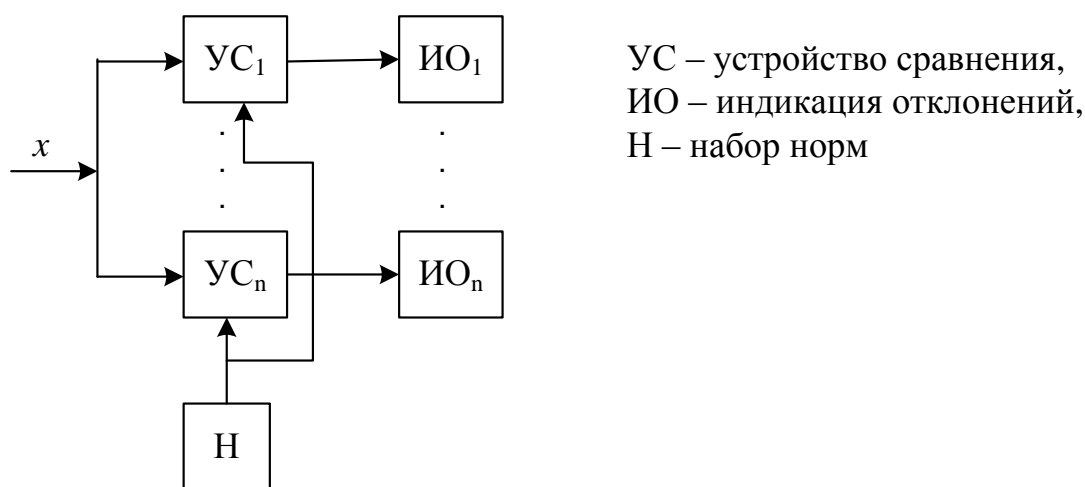 УС1
ИО1
x
УСn
ИОn
Н
УС – устройство сравнения,
ИО – индикация отклонений,
Н – набор норм